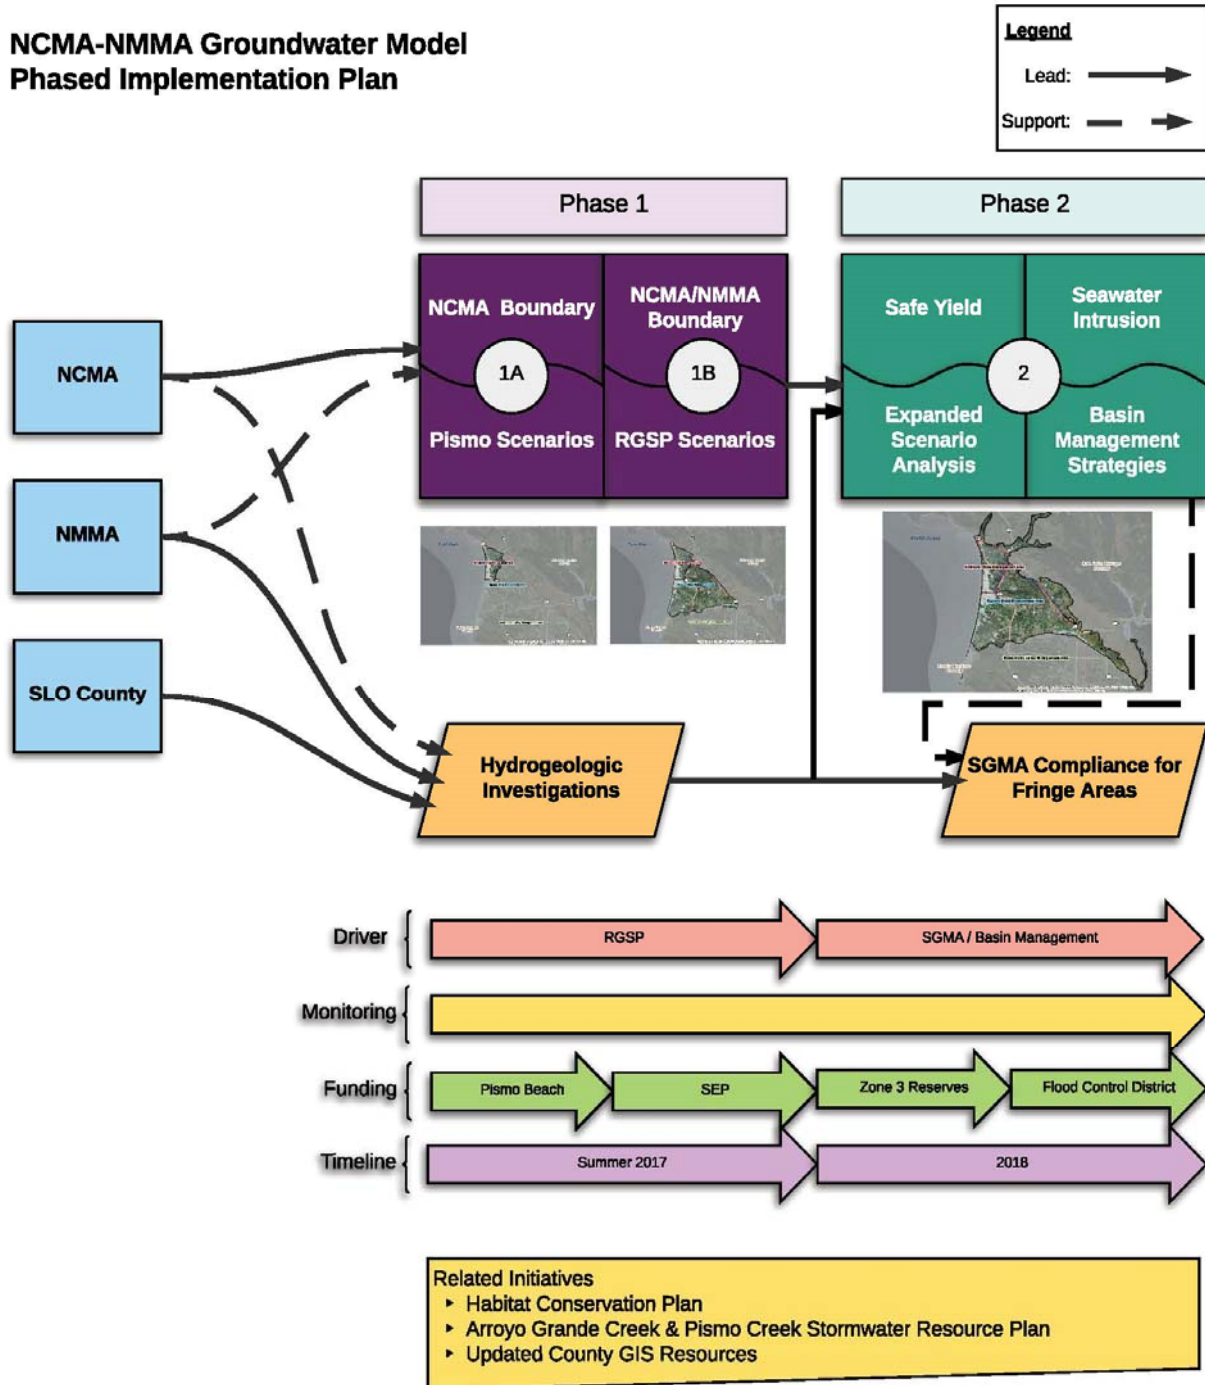 NCMA-NMMA Groundwater Model
Phased Implementation Plan
Legend
Lead:
Support:
Phase 1
Phase 2
NCMA Boundary
NCMA/NMMA
Boundary
1A
1B
Pismo Scenarios
RGSP Scenarios
Safe Yield
Seawater
Intrusion
2
Expanded
Scenario
Analysis
Basin
Management
Strategies
NCMA
NMMA
SLO County
Hydrogeologic
Investigations
SGMA Compliance for
Fringe Areas
Driver
RGSP
SGMA / Basin Management
Monitoring
Funding
Pismo Beach
SEP
Zone 3 Reserves
Flood Control District
Timeline
Summer 2017
2018
Related Initiatives
‣ Habitat Conservation Plan
‣ Arroyo Grande Creek & Pismo Creek Stormwater Resource Plan
‣ Updated County GIS Resources